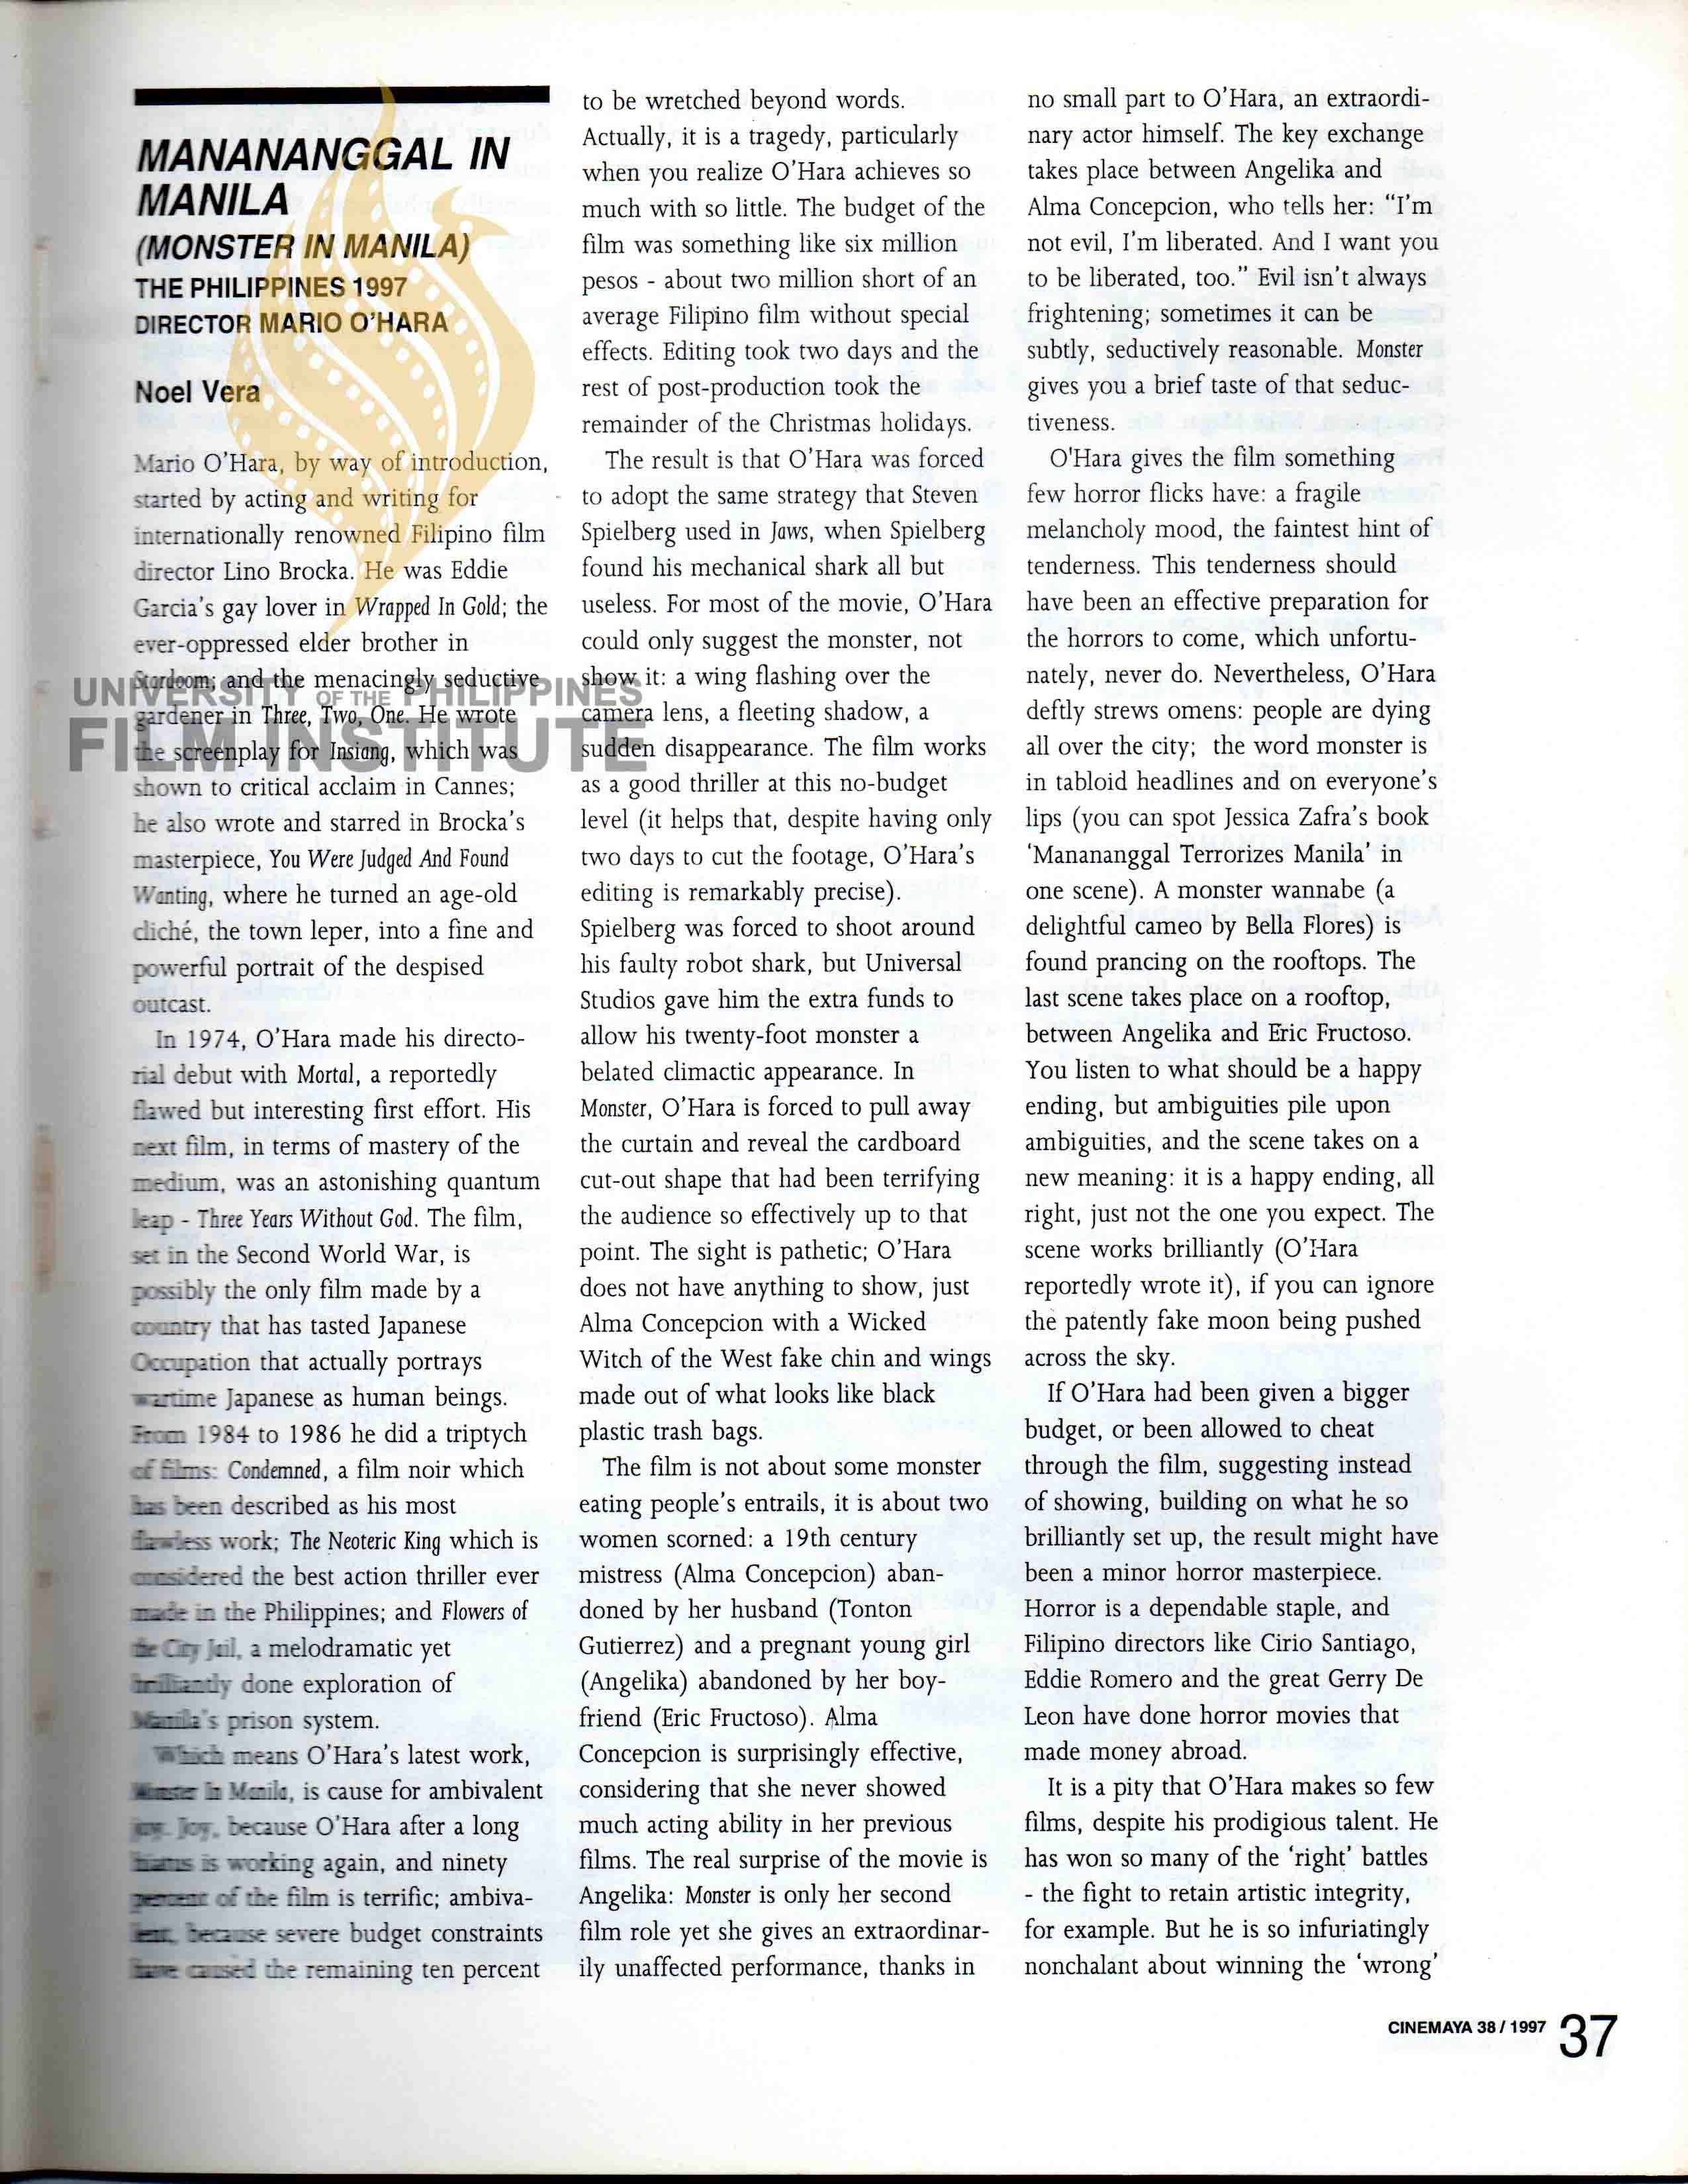 MANANANGGAL IN
MANILA
(MONSTER IN MANILA)
THE PHILIPPINES 1997
DIRECTOR MARIO O'HARA
Noel Vera
Mario O'Hara, by way of introduction,
started by acting and writing for
internationally renowned Filipino film
director Lino Brocka. He was Eddie
Garcia's gay lover in Wrapped In Gold; the
ever-oppressed elder brother in
Stardoom; and the menacingly seductive
gardener in Three, Two, One. He wrote
the screenplay for Insiang, which was
shown to critical acclaim in Cannes;
he also wrote and starred in Brocka's
masterpiece, You Were Judged And Found
Wanting, where he turned an age-old
cliché, the town leper, into a fine and
powerful portrait of the despised
outcast.
In 1974, O'Hara made his directo-
rial debut with Mortal, a reportedly
flawed but interesting first effort. His
next film, in terms of mastery of the
medium, was an astonishing quantum
leap - Three Years Without God. The film,
set in the Second World War, is
possibly the only film made by a
country that has tasted Japanese
Occupation that actually portrays
wartime Japanese as human beings.
From 1984 to 1986 he did a triptych
of films: Condemned, a film noir which
has been described as his most
flawless work; The Neoteric King which is
considered the best action thriller ever
made in the Philippines; and Flowers of
the City Jail, a melodramatic yet
brilliantly done exploration of
Manila's prison system.
Which means O'Hara's latest work,
Monster In Manila, is cause for ambivalent
joy. Joy, because O'Hara after a long
hiatus is working again, and ninety
percent of the film is terrific; ambiva-
lent, because severe budget constraints
have caused the remaining ten percent
to be wretched beyond words.
Actually, it is a tragedy, particularly
when you realize O'Hara achieves so
much with so little. The budget of the
film was something like six million
pesos - about two million short of an
average Filipino film without special
effects. Editing took two days and the
rest of post-production took the
remainder of the Christmas holidays.
The result is that O'Hara was forced
to adopt the same strategy that Steven
Spielberg used in Jaws, when Spielberg
found his mechanical shark all but
useless. For most of the movie, O'Hara
could only suggest the monster, not
show it: a wing flashing over the
camera lens, a fleeting shadow, a
sudden disappearance. The film works
as a good thriller at this no-budget
level (it helps that, despite having only
two days to cut the footage, O'Hara's
editing is remarkably precise).
Spielberg was forced to shoot around
his faulty robot shark, but Universal
Studios gave him the extra funds to
allow his twenty-foot monster a
belated climactic appearance. In
Monster, O'Hara is forced to pull away
the curtain and reveal the cardboard
cut-out shape that had been terrifying
the audience so effectively up to that
point. The sight is pathetic; O'Hara
does not have anything to show, just
Alma Concepcion with a Wicked
Witch of the West fake chin and wings
made out of what looks like black
plastic trash bags.
The film is not about some monster
eating people's entrails, it is about two
women scorned: a 19th century
mistress (Alma Concepcion) aban-
doned by her husband (Tonton
Gutierrez) and a pregnant young girl
(Angelika) abandoned by her boy-
friend (Eric Fructoso). Alma
Concepcion is surprisingly effective,
considering that she never showed
much acting ability in her previous
films. The real surprise of the movie is
Angelika: Monster is only her second
film role yet she gives an extraordinar-
ily unaffected performance, thanks in
no small part to O'Hara, an extraordi-
nary actor himself. The key exchange
takes place between Angelika and
Alma Concepcion, who tells her: "I'm
not evil, I'm liberated. And I want you
to be liberated, too." Evil isn't always
frightening; sometimes it can be
subtly, seductively reasonable. Monster
gives you a brief taste of that seduc-
tiveness.
O'Hara gives the film something
few horror flicks have: a fragile
melancholy mood, the faintest hint of
tenderness. This tenderness should
have been an effective preparation for
the horrors to come, which unfortu-
nately, never do. Nevertheless, O'Hara
deftly strews omens: people are dying
all over the city; the word monster is
in tabloid headlines and on everyone's
lips (you can spot Jessica Zafra's book
'Manananggal Terrorizes Manila' in
one scene). A monster wannabe (a
delightful cameo by Bella Flores) is
found prancing on the rooftops. The
last scene takes place on a rooftop,
between Angelika and Eric Fructoso.
You listen to what should be a happy
ending, but ambiguities pile upon
ambiguities, and the scene takes on a
new meaning: it is a happy ending, all
right, just not the one you expect. The
scene works brilliantly (O'Hara
reportedly wrote it), if you can ignore
the patently fake moon being pushed
across the sky.
If O'Hara had been given a bigger
budget, or been allowed to cheat
through the film, suggesting instead
of showing, building on what he so
brilliantly set up, the result might have
been a minor horror masterpiece.
Horror is a dependable staple, and
Filipino directors like Cirio Santiago,
Eddie Romero and the great Gerry De
Leon have done horror movies that
made money abroad.
It is a pity that O'Hara makes so few
films, despite his prodigious talent. He
has won so many of the 'right' battles
- the fight to retain artistic integrity,
for example. But he is so infuriatingly
nonchalant about winning the 'wrong'
UNIVERSITY OF THE PHILIPPINES
FILM INSTITUTE
CINEMAYA 38 / 1997 37